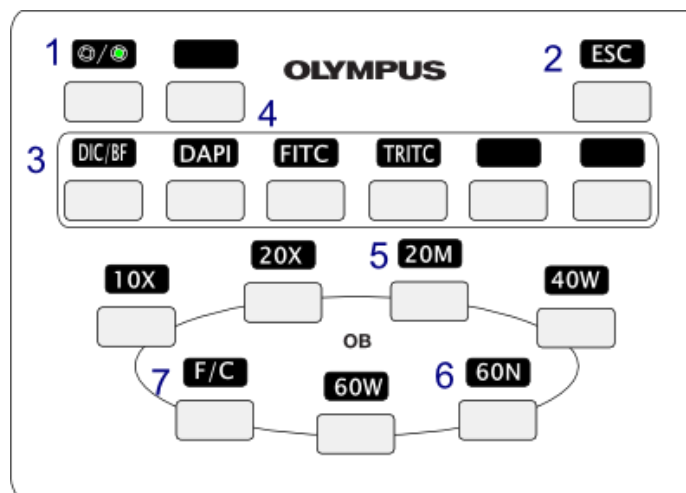 1 / 2 ESC
OLYMPUS
4
3 DIC/BF DAPI FITC TRITC
20X 5 20M
10X 40W
OB
7 F/C 60W 6 60N